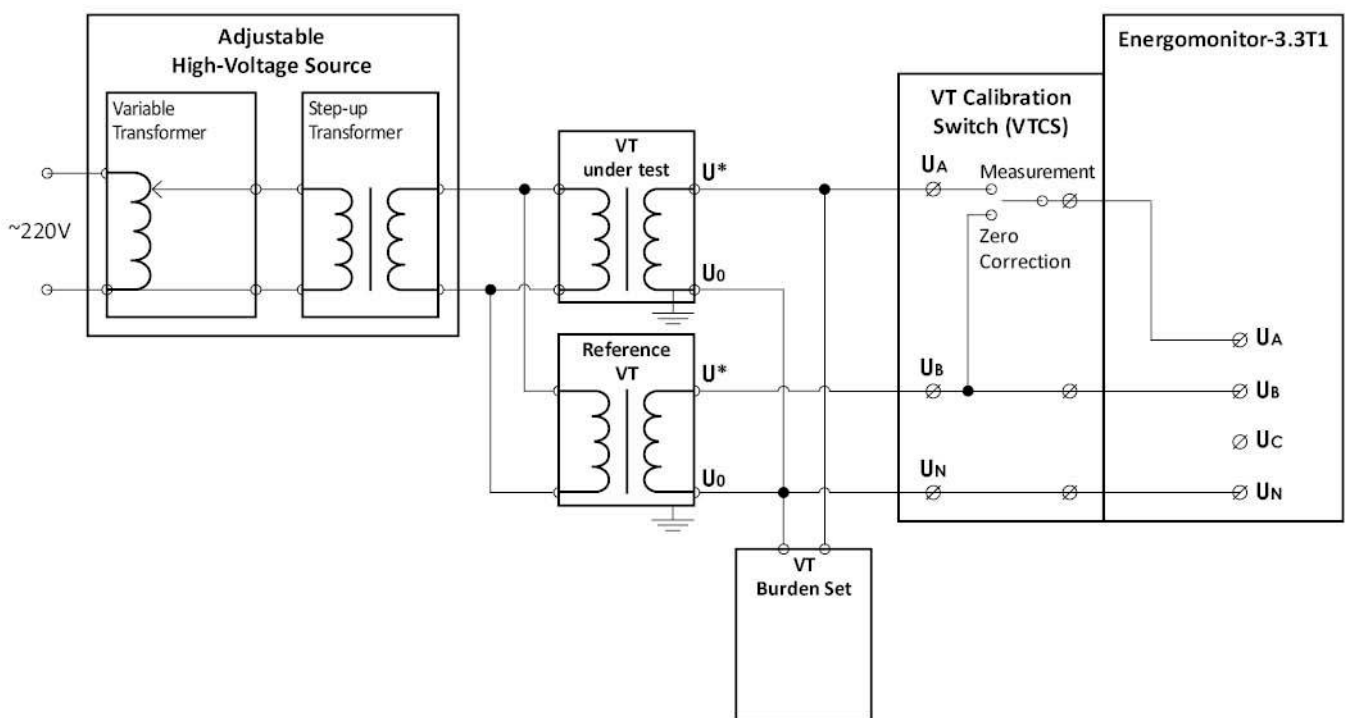 Adjustable
High-Voltage Source
Variable
Transformer
Step-up
Transformer
~220V
VT
under test
U*
U0
Reference
VT
U*
U0
VT
Burden Set
VT Calibration
Switch (VTCS)
UA
Measurement
Zero
Correction
UB
UN
Energomonitor-3.3T1
UA
UB
UC
UN